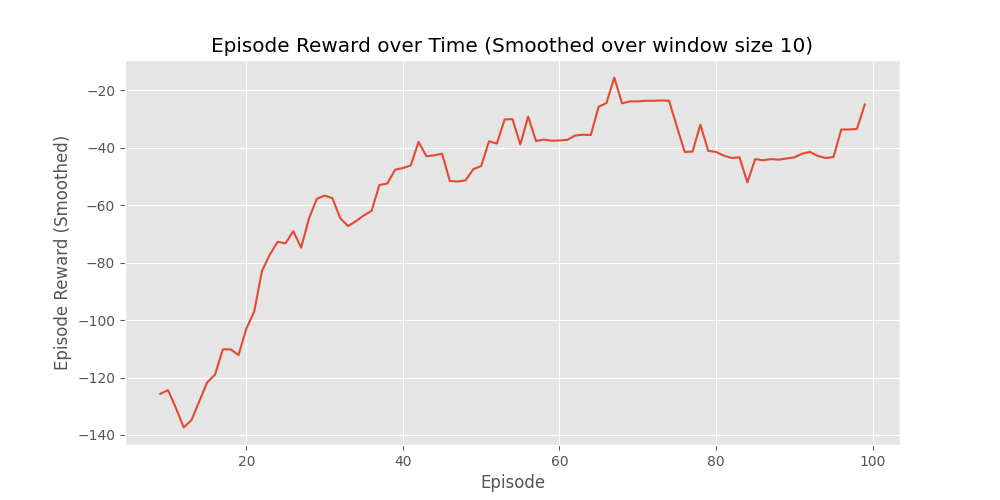 Episode Reward over Time (Smoothed over window size 10)
Episode Reward (Smoothed)
−20
−40
−60
−80
−100
−120
−140
20 40 60 80 100
Episode